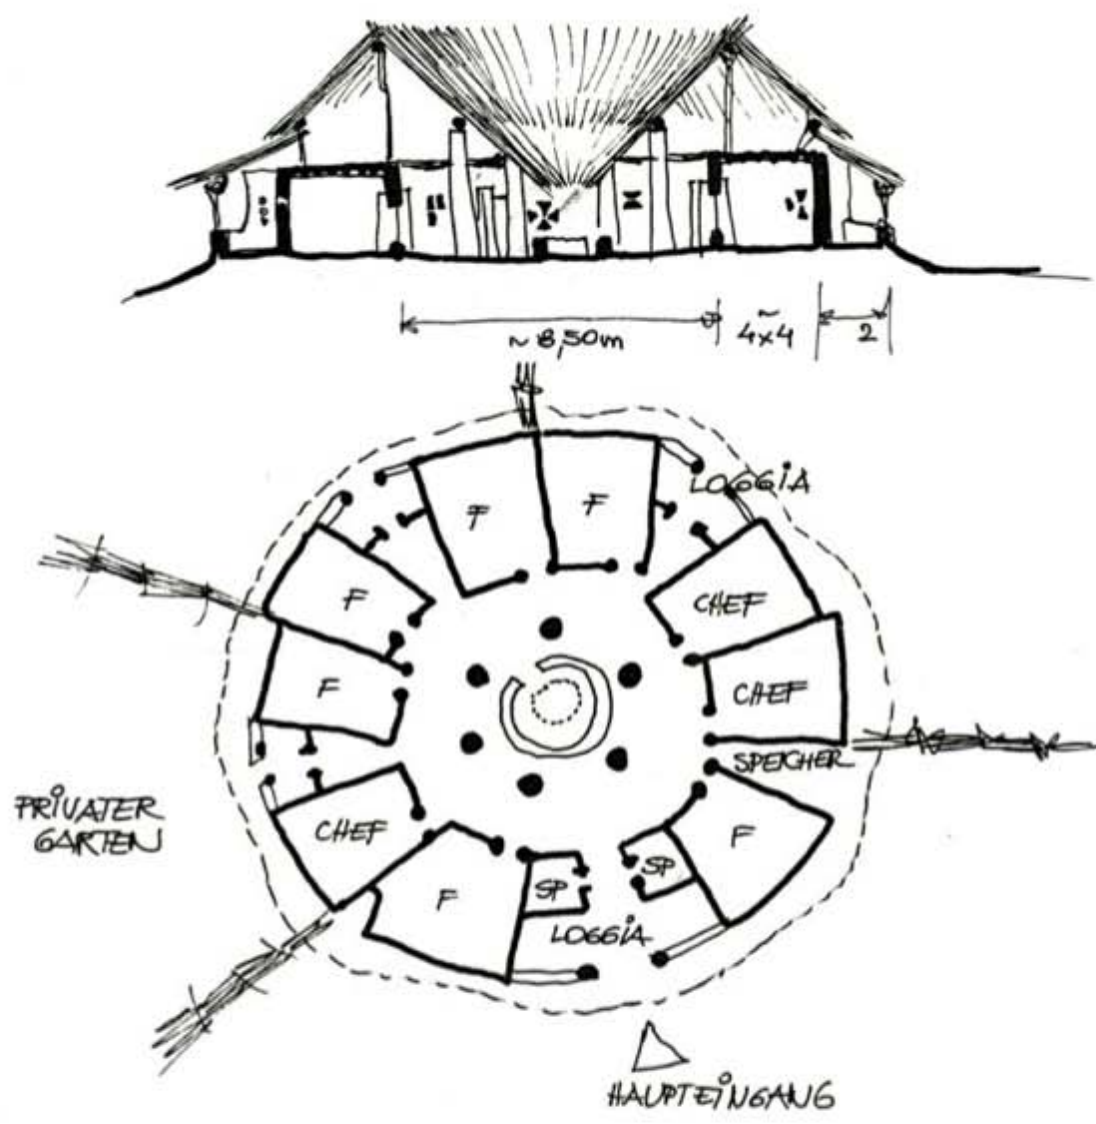 ~8,50m
~
4x4
2
LOGGIA
F
F
F
CHEF
F
CHEF
SPEICHER
PRIVATER
GARTEN
CHEF
F
F
SP
SP
LOGGIA
HAUPTEINGANG